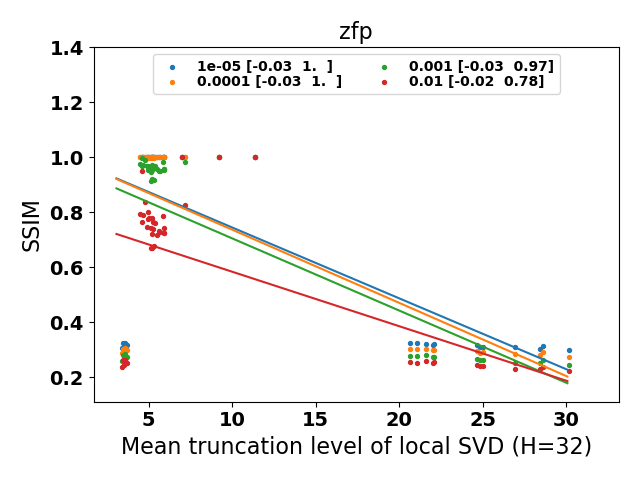 zfp
1e-05 [-0.03 1. ]
0.0001 [-0.03 1. ]
0.001 [-0.03 0.97]
0.01 [-0.02 0.78]
1.4
1.2
1.0
0.8
0.6
0.4
0.2
SSIM
5 10 15 20 25 30
Mean truncation level of local SVD (H=32)